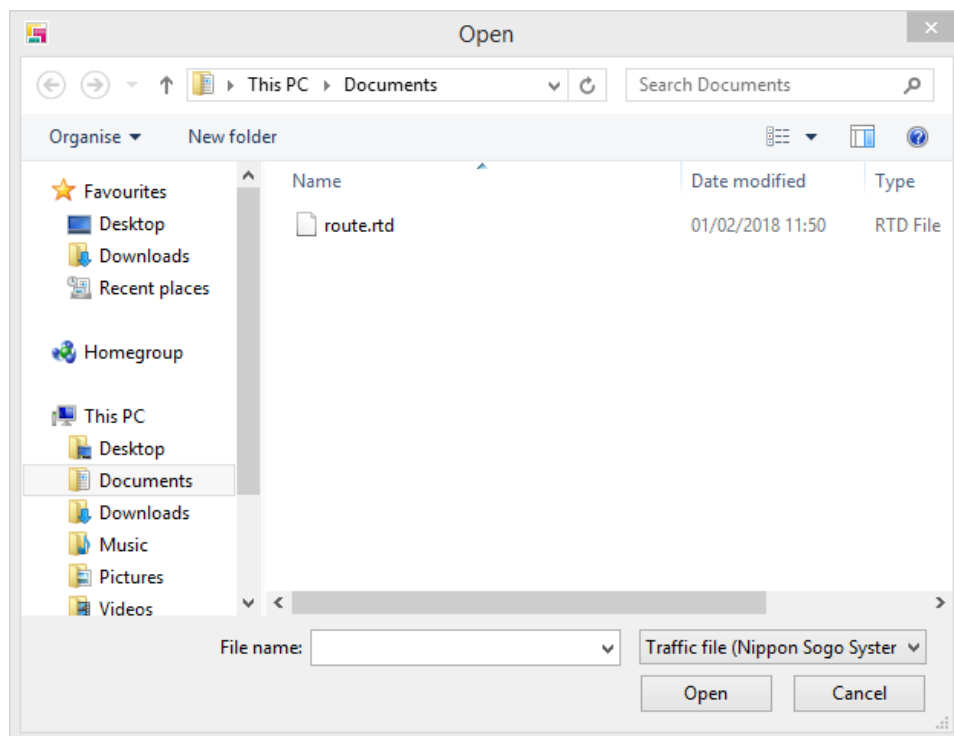 Open
This PC Documents
Search Documents
Organise
New folder
Favourites
Desktop
Downloads
Recent places
Homegroup
This PC
Desktop
Documents
Downloads
Music
Pictures
Videos
Name Date modified Type
route.rtd 01/02/2018 11:50 RTD File
File name:
Traffic file (Nippon Sogo Syster
Open Cancel